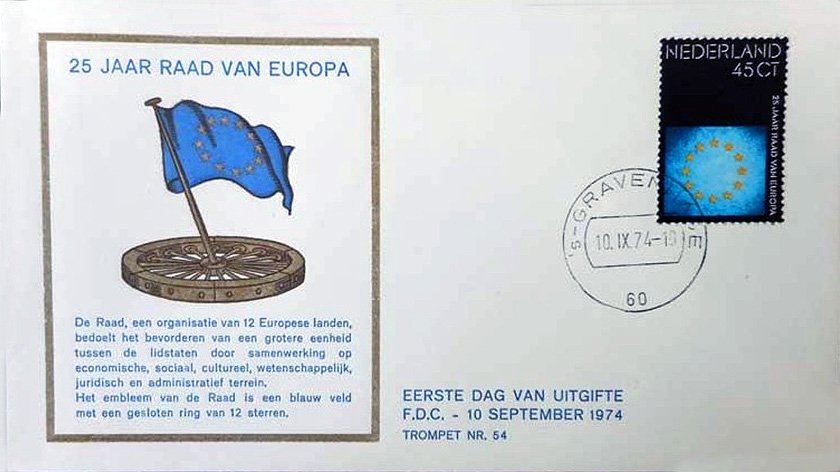 25 JAAR RAAD VAN EUROPA
De Raad, een organisatie van 12 Europese landen,
bedoelt het bevorderen van een grotere eenheid
tussen de lidstaten door samenwerking op
economische, sociaal, cultureel, wetenschappelijk,
juridisch en administratief terrein.
Het embleem van de Raad is een blauw veld
met een gesloten ring van 12 sterren.
NEDERLAND
45 CT
25 JAAR RAAD VAN EUROPA
10.IX.74
60
EERSTE DAG VAN UITGIFTE
F.D.C. - 10 SEPTEMBER 1974
TROMPET NR. 54